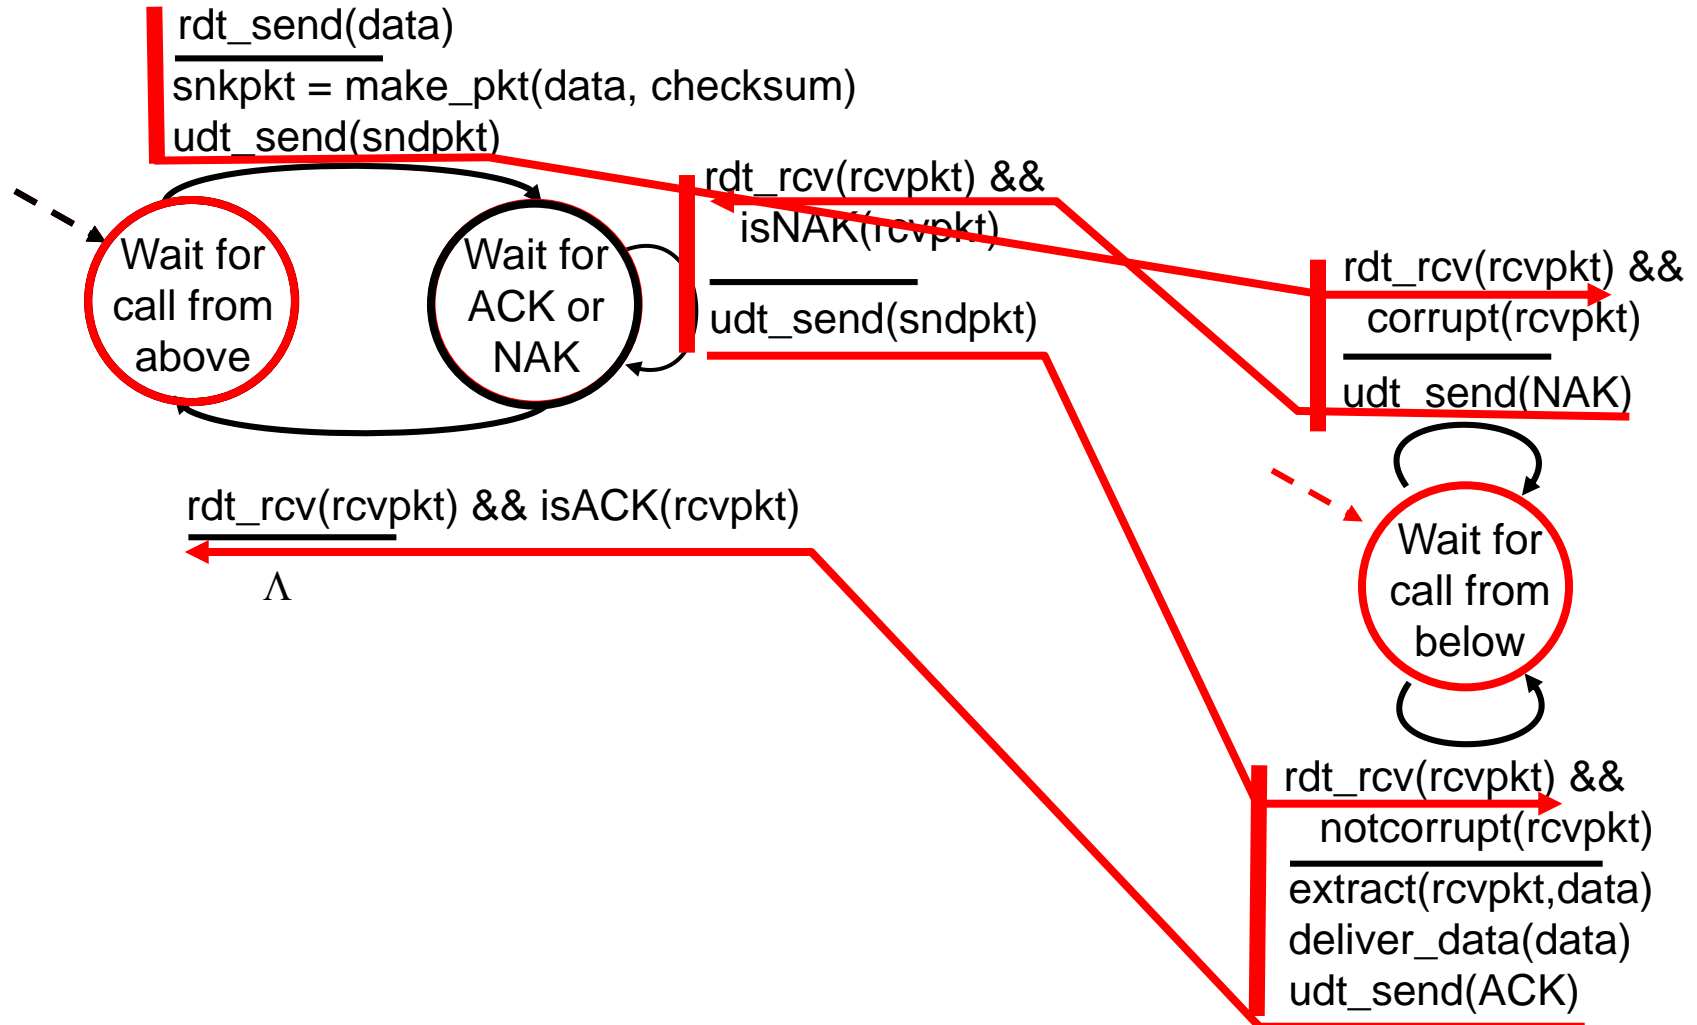 rdt_send(data)
snkpkt = make_pkt(data, checksum)
udt_send(sndpkt)
rdt_rcv(rcvpkt) &&
isNAK(rcvpkt)
udt_send(sndpkt)
Wait for
call from
above
Wait for
ACK or
NAK
rdt_rcv(rcvpkt) && isACK(rcvpkt)
Λ
rdt_rcv(rcvpkt) &&
corrupt(rcvpkt)
udt_send(NAK)
Wait for
call from
below
rdt_rcv(rcvpkt) &&
notcorrupt(rcvpkt)
extract(rcvpkt,data)
deliver_data(data)
udt_send(ACK)